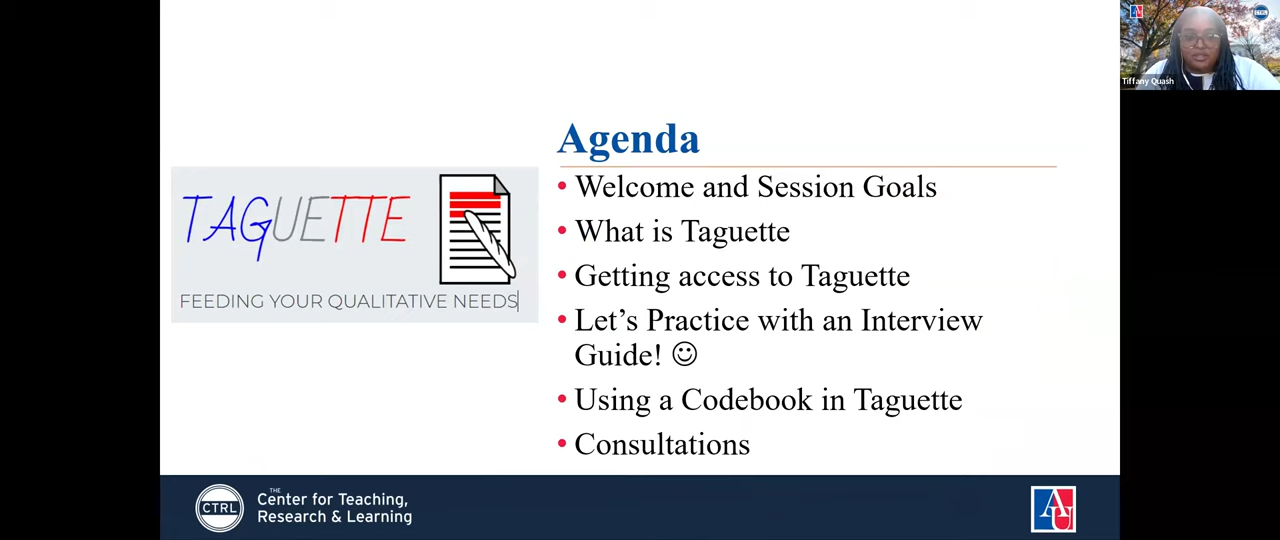 Agenda
TAGUETTE
FEEDING YOUR QUALITATIVE NEEDS
• Welcome and Session Goals
• What is Taguette
• Getting access to Taguette
• Let’s Practice with an Interview
Guide! ☺
• Using a Codebook in Taguette
• Consultations
CTRL
THE
Center for Teaching,
Research & Learning
AU
AU
CTRL
Tiffany Quash